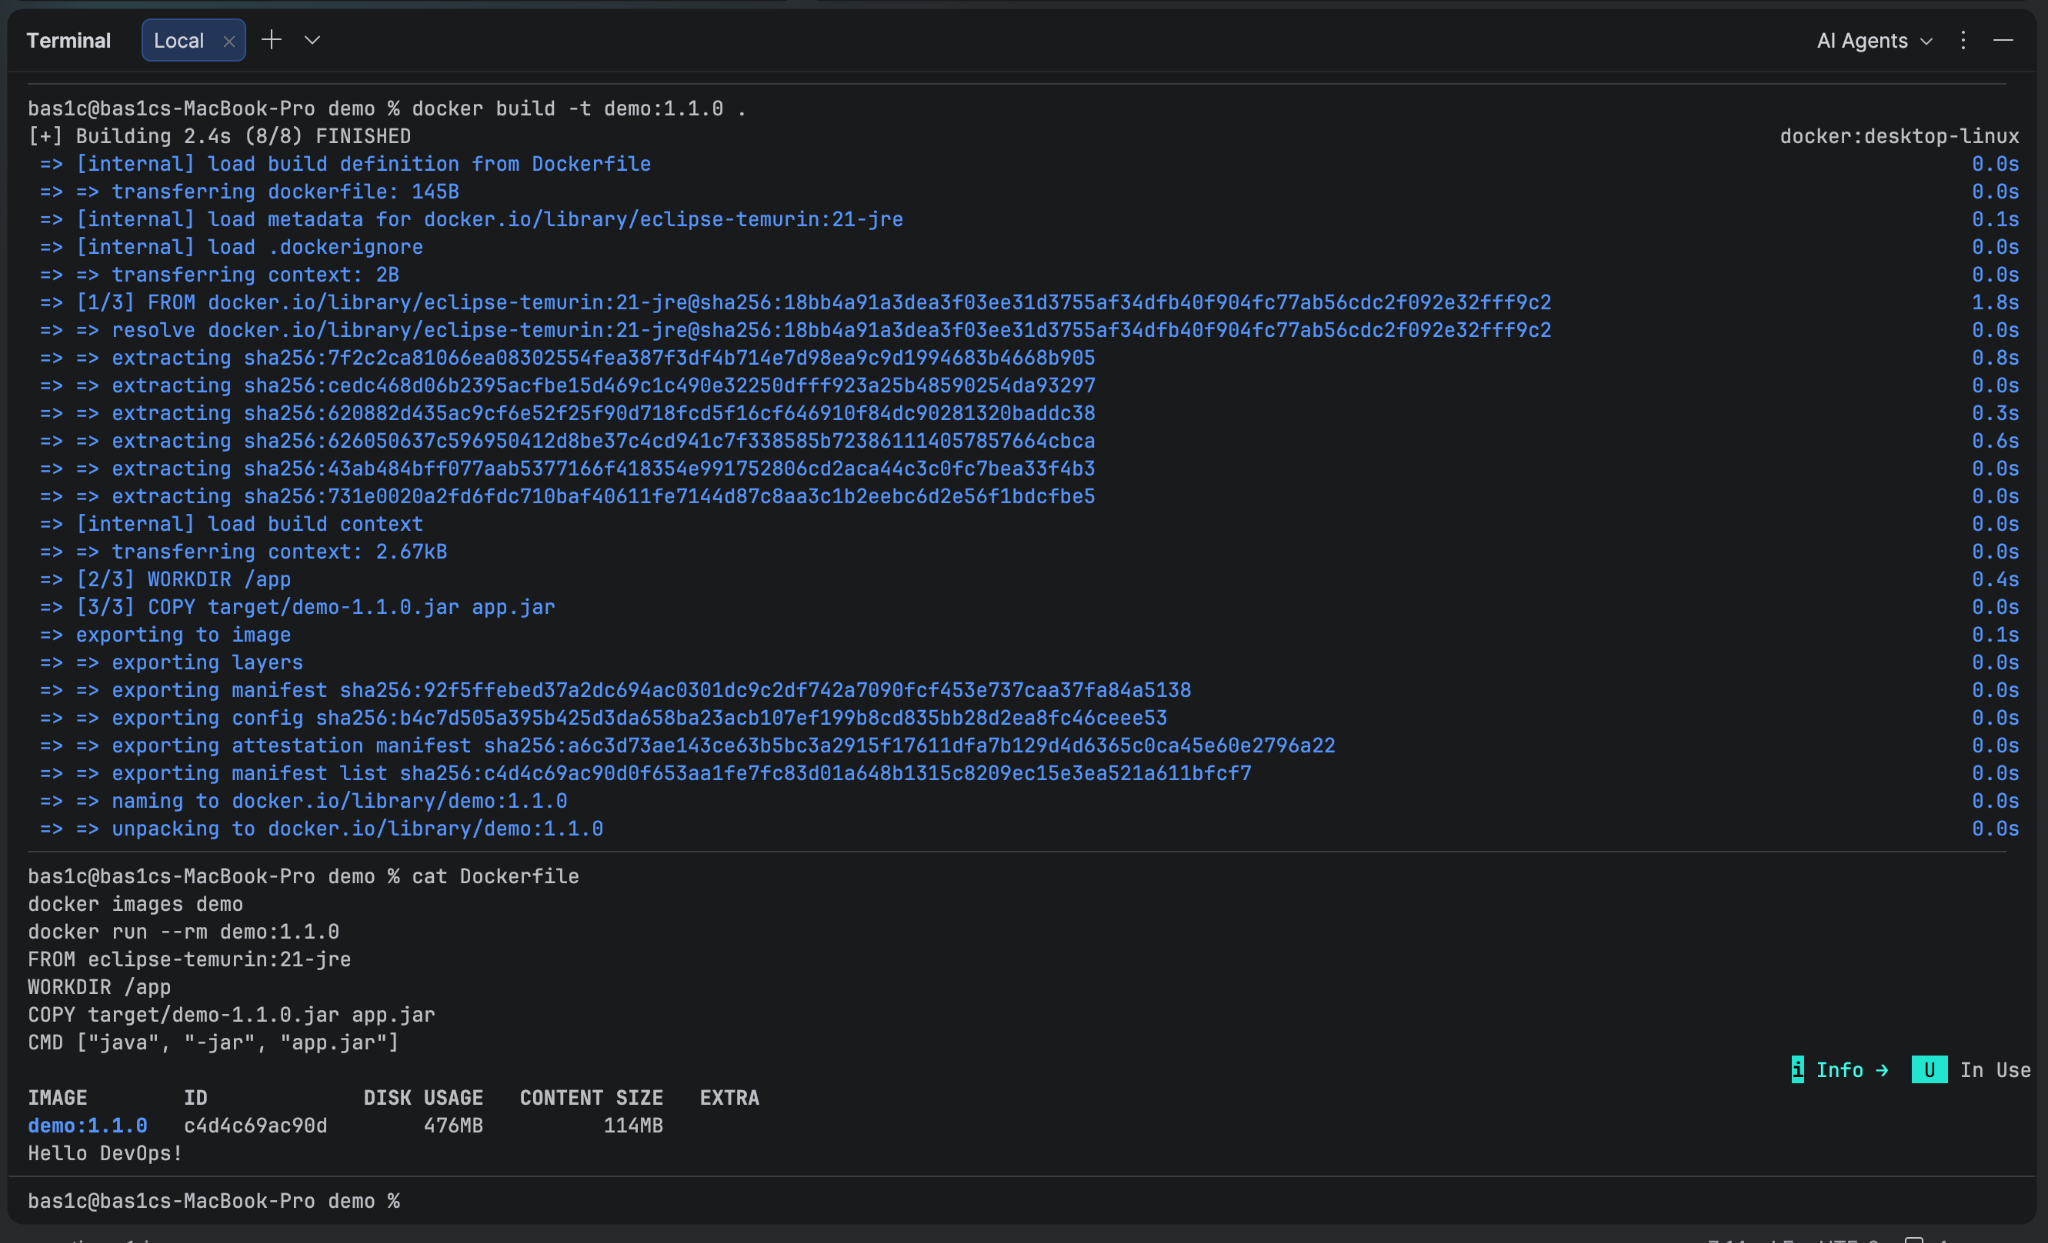 Terminal Local AI Agents
bas1c@bas1cs-MacBook-Pro demo % docker build -t demo:1.1.0 .
[+] Building 2.4s (8/8) FINISHED docker:desktop-linux
=> [internal] load build definition from Dockerfile 0.0s
=> => transferring dockerfile: 145B 0.0s
=> [internal] load metadata for docker.io/library/eclipse-temurin:21-jre 0.1s
=> [internal] load .dockerignore 0.0s
=> => transferring context: 2B 0.0s
=> [1/3] FROM docker.io/library/eclipse-temurin:21-jre@sha256:18bb4a91a3dea3f03ee31d3755af34dfb40f904fc77ab56cdc2f092e32fff9c2 1.8s
=> => resolve docker.io/library/eclipse-temurin:21-jre@sha256:18bb4a91a3dea3f03ee31d3755af34dfb40f904fc77ab56cdc2f092e32fff9c2 0.0s
=> => extracting sha256:7f2c2ca81066ea08302554fea387f3df4b714e7d98ea9c9d1994683b4668b905 0.8s
=> => extracting sha256:cedc468d06b2395acfbe15d469c1c490e32250dfff923a25b48590254da93297 0.0s
=> => extracting sha256:620882d435ac9cf6e52f25f90d718fcd5f16cf646910f84dc90281320baddc38 0.3s
=> => extracting sha256:626050637c596950412d8be37c4cd941c7f338585b723861114057857664cbca 0.6s
=> => extracting sha256:43ab484bff077aab5377166f418354e991752806cd2aca44c3c0fc7bea33f4b3 0.0s
=> => extracting sha256:731e0020a2fd6fdc710baf40611fe7144d87c8aa3c1b2eebc6d2e56f1bdcfbe5 0.0s
=> [internal] load build context 0.0s
=> => transferring context: 2.67kB 0.0s
=> [2/3] WORKDIR /app 0.4s
=> [3/3] COPY target/demo-1.1.0.jar app.jar 0.0s
=> exporting to image 0.1s
=> => exporting layers 0.0s
=> => exporting manifest sha256:92f5ffebed37a2dc694ac0301dc9c2df742a7090fcf453e737caa37fa84a5138 0.0s
=> => exporting config sha256:b4c7d505a395b425d3da658ba23acb107ef199b8cd835bb28d2ea8fc46ceee53 0.0s
=> => exporting attestation manifest sha256:a6c3d73ae143ce63b5bc3a2915f17611dfa7b129d4d6365c0ca45e60e2796a22 0.0s
=> => exporting manifest list sha256:c4d4c69ac90d0f653aa1fe7fc83d01a648b1315c8209ec15e3ea521a611bfcf7 0.0s
=> => naming to docker.io/library/demo:1.1.0 0.0s
=> => unpacking to docker.io/library/demo:1.1.0 0.0s
bas1c@bas1cs-MacBook-Pro demo % cat Dockerfile
docker images demo
docker run --rm demo:1.1.0
FROM eclipse-temurin:21-jre
WORKDIR /app
COPY target/demo-1.1.0.jar app.jar
CMD ["java", "-jar", "app.jar"]
i Info → U In Use
IMAGE ID DISK USAGE CONTENT SIZE EXTRA
demo:1.1.0 c4d4c69ac90d 476MB 114MB
Hello DevOps!
bas1c@bas1cs-MacBook-Pro demo %